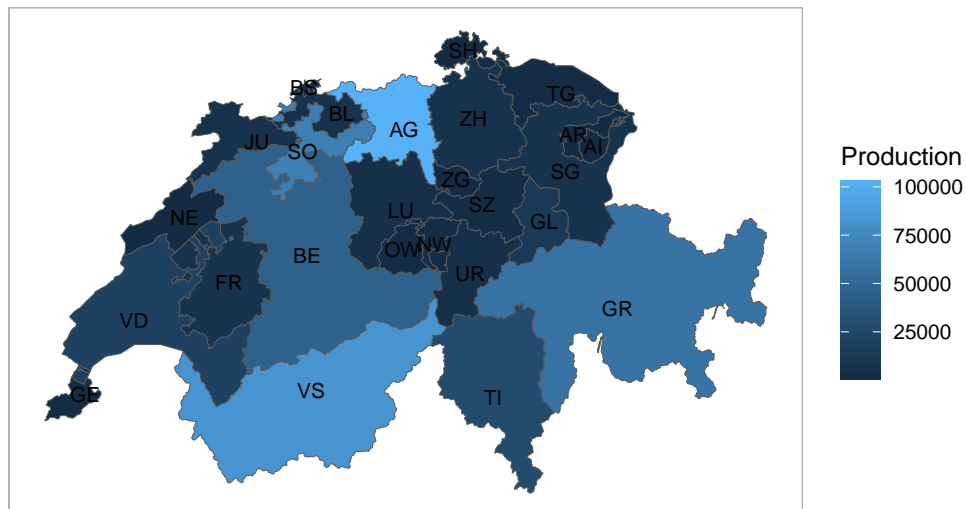 SH
BS
TG
BL
ZH
AG
AR
JU
AI
SO
SG
ZG
LU
SZ
NE
GL
NW
OW
BE
UR
FR
GR
VD
VS
GE
TI
Production
100000
75000
50000
25000